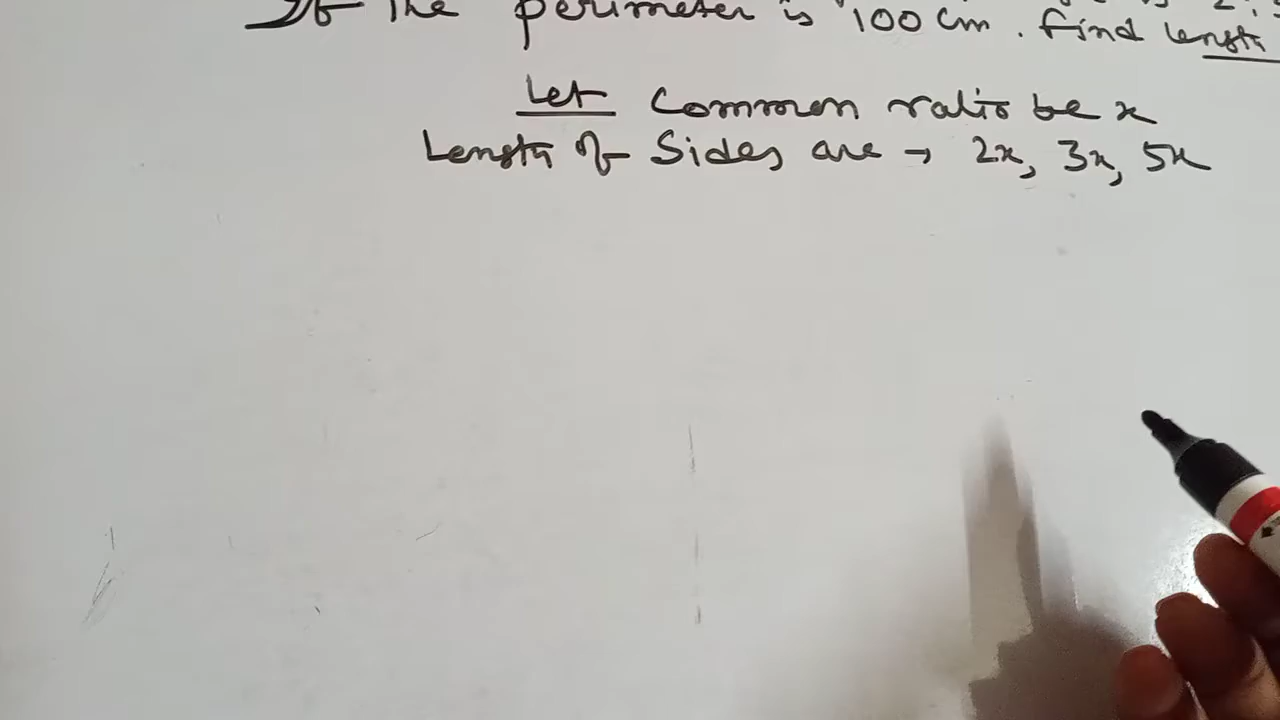 If the perimeter is 100 cm. Find length
Let common ratio be x
Length of sides are → 2x, 3x, 5x